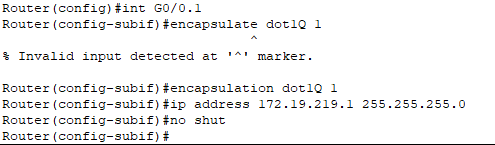 Router(config)#int G0/0.1
Router(config-subif)#encapsulate dot1Q 1
^
% Invalid input detected at '^' marker.
Router(config-subif)#encapsulation dot1Q 1
Router(config-subif)#ip address 172.19.219.1 255.255.255.0
Router(config-subif)#no shut
Router(config-subif)#